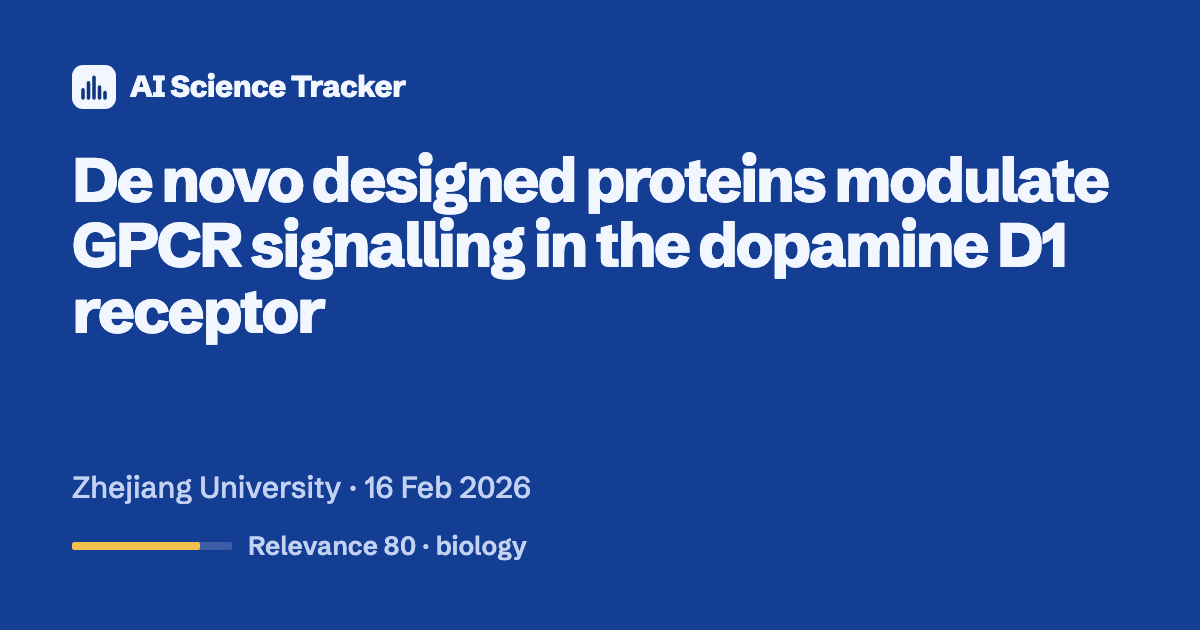 AI Science Tracker
De novo designed proteins modulate
GPCR signalling in the dopamine D1
receptor
Zhejiang University · 16 Feb 2026
Relevance 80 · biology